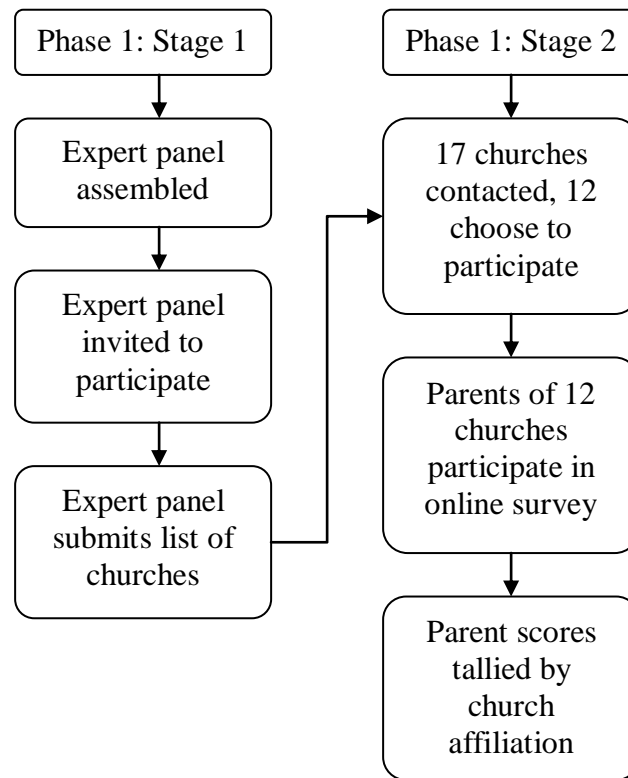 Phase 1: Stage 1
Expert panel
assembled
Expert panel
invited to
participate
Expert panel
submits list of
churches
Phase 1: Stage 2
17 churches
contacted, 12
choose to
participate
Parents of 12
churches
participate in
online survey
Parent scores
tallied by
church
affiliation